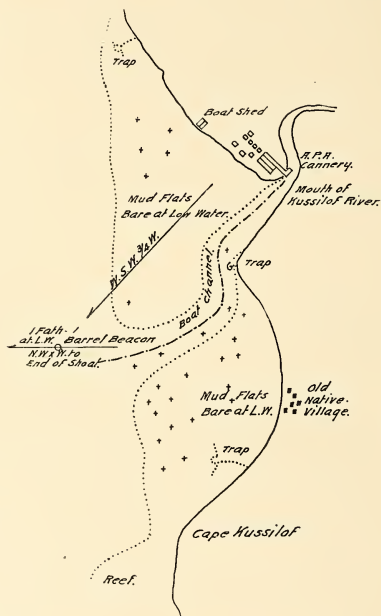 Trap
Boat Shed
A.P.A.
Cannery.
Mouth of
Kussilof River.
Mud Flats
Bare at Low Water.
W.S.W. 3/8 W.
Trap
Boat Channel.
1 Fath.
at L.W.
Barrel Beacon
N.W x W. to
End of Shoal.
Mud Flats
Bare at L.W.
Old
Native
Village.
Trap
Cape Kussilof
Reef.